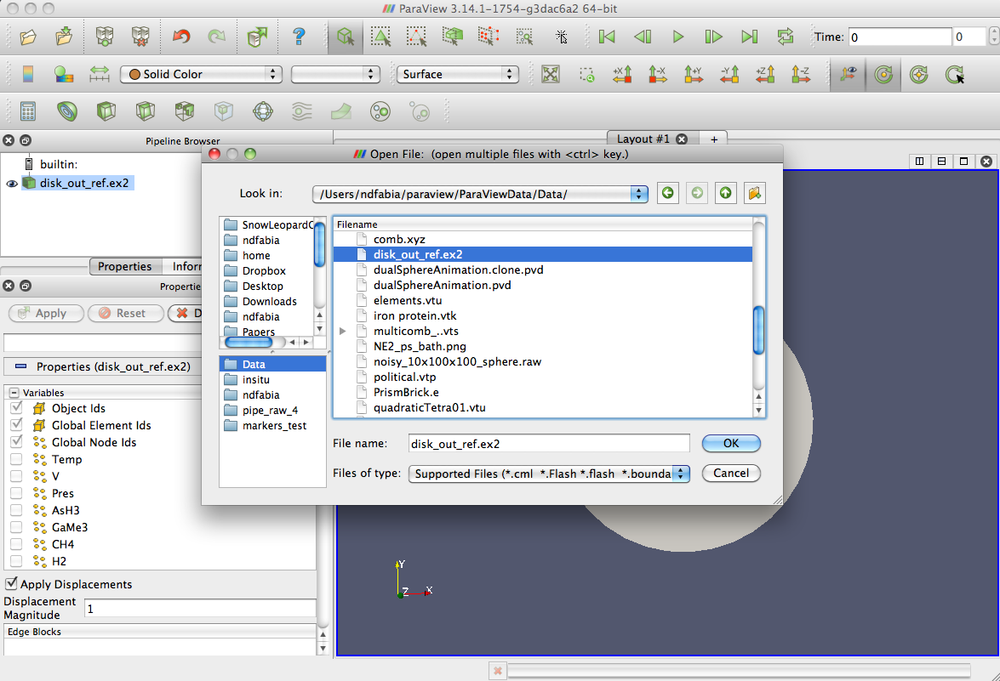 ParaView 3.14.1-1754-g3dac6a2 64-bit
Time: 0 0
Solid Color Surface +X -X +Y -Y +Z -Z
Pipeline Browser
Layout #1 +
builtin:
disk_out_ref.ex2
Properties Inforr
Propertie
Apply Reset D
Properties (disk_out_ref.ex2)
Variables
Object Ids
Global Element Ids
Global Node Ids
Temp
V
Pres
AsH3
GaMe3
CH4
H2
Apply Displacements
Displacement
Magnitude
1
Edge Blocks
Open File: (open multiple files with <ctrl> key.)
Look in: /Users/ndfabia/paraview/ParaViewData/Data/
SnowLeopardC
ndfabia
home
Dropbox
Desktop
Downloads
ndfabia
Papers
Data
insitu
ndfabia
pipe_raw_4
markers_test
Filename
comb.xyz
disk_out_ref.ex2
dualSphereAnimation.clone.pvd
dualSphereAnimation.pvd
elements.vtu
iron protein.vtk
multicomb_..vts
NE2_ps_bath.png
noisy_10x100x100_sphere.raw
political.vtp
PrismBrick.e
quadraticTetra01.vtu
File name: disk_out_ref.ex2 OK
Files of type: Supported Files (*.cml *.Flash *.flash *.bounda Cancel
Y
Z X